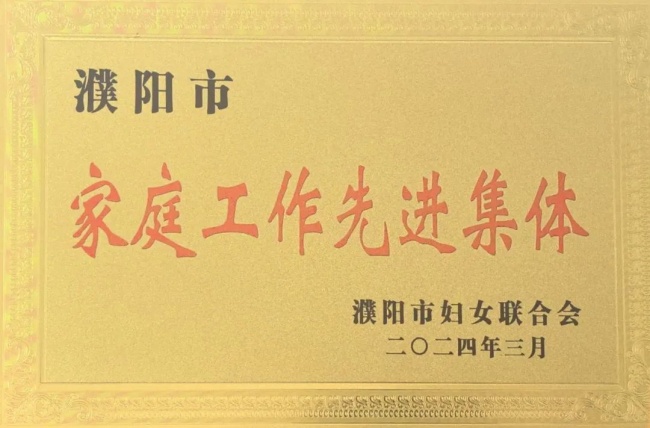 濮阳市
家庭工作先进集体
濮阳市妇女联合会
二〇二四年三月